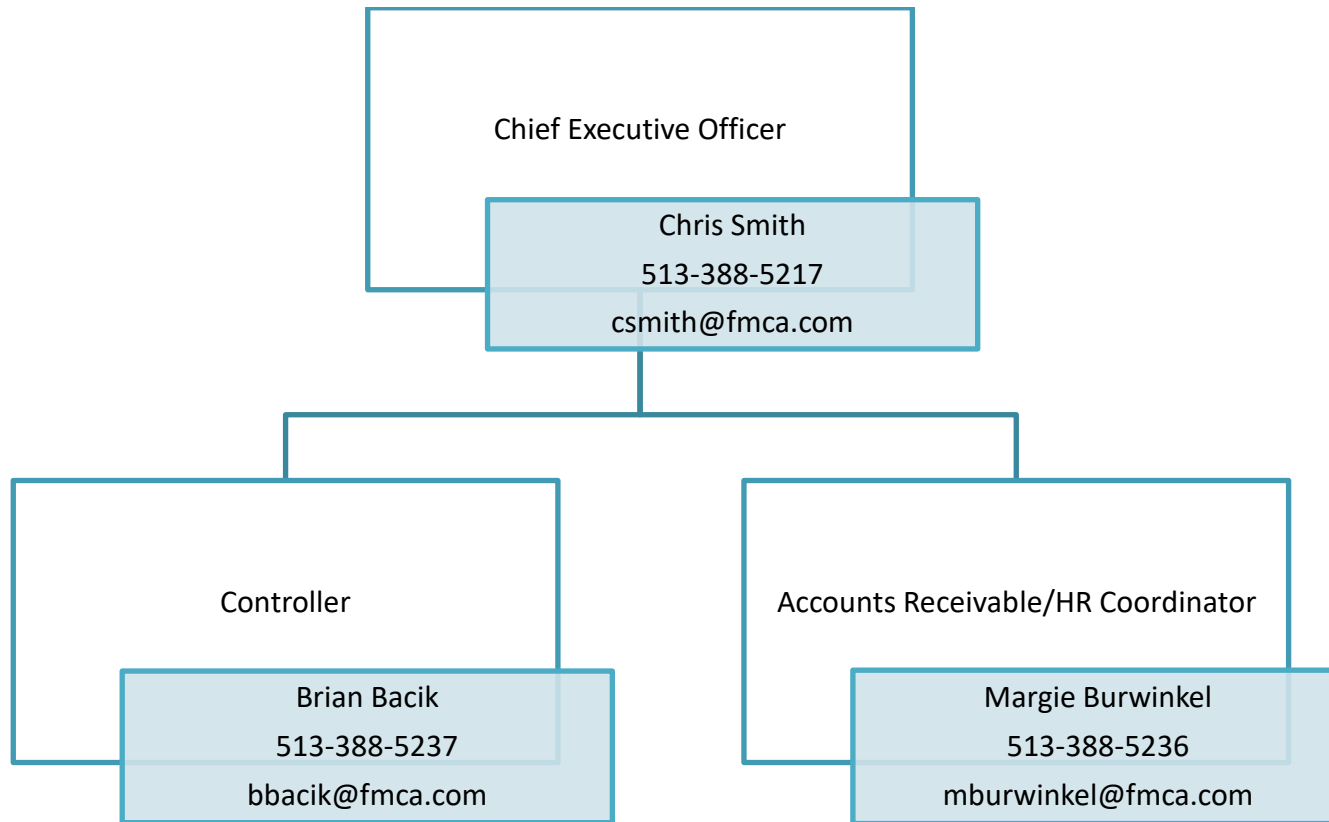 Chief Executive Officer
Chris Smith
513-388-5217
csmith@fmca.com
Controller
Brian Bacik
513-388-5237
bbacik@fmca.com
Accounts Receivable/HR Coordinator
Margie Burwinkel
513-388-5236
mburwinkel@fmca.com